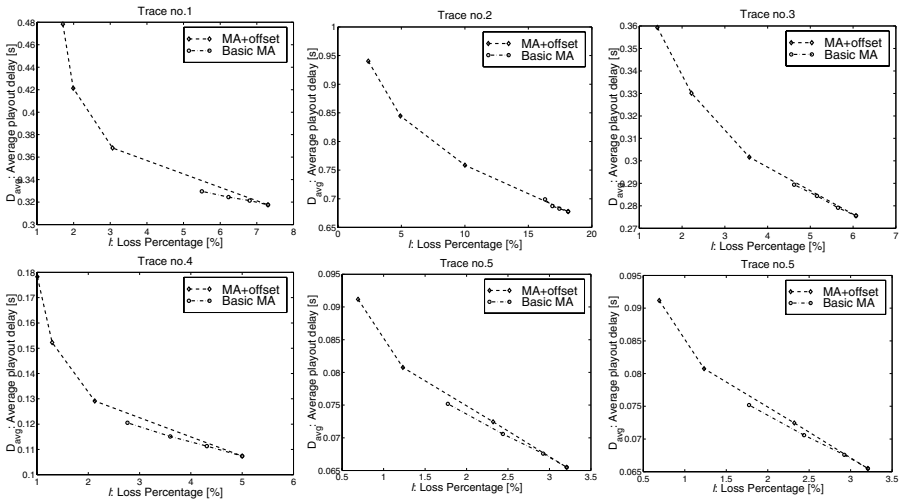 Trace no.1
0.48
0.46
0.44
0.42
0.4
0.38
0.36
0.34
0.32
0.3
D avg : Average playout delay [s]
MA+offset
Basic MA
1 2 3 4 5 6 7 8
l: Loss Percentage [%]
Trace no.2
1
0.95
0.9
0.85
0.8
0.75
0.7
0.65
D avg : Average playout delay [s]
MA+offset
Basic MA
0 5 10 15 20
l: Loss Percentage [%]
Trace no.3
0.36
0.35
0.34
0.33
0.32
0.31
0.3
0.29
0.28
0.27
D avg : Average playout delay [s]
MA+offset
Basic MA
1 2 3 4 5 6 7
l: Loss Percentage [%]
Trace no.4
0.18
0.17
0.16
0.15
0.14
0.13
0.12
0.11
0.1
D avg : Average playout delay [s]
MA+offset
Basic MA
1 2 3 4 5 6
l: Loss Percentage [%]
Trace no.5
0.095
0.09
0.085
0.08
0.075
0.07
0.065
D avg : Average playout delay [s]
MA+offset
Basic MA
0.5 1 1.5 2 2.5 3 3.5
l: Loss Percentage [%]
Trace no.5
0.095
0.09
0.085
0.08
0.075
0.07
0.065
D avg : Average playout delay [s]
MA+offset
Basic MA
0.5 1 1.5 2 2.5 3 3.5
l: Loss Percentage [%]